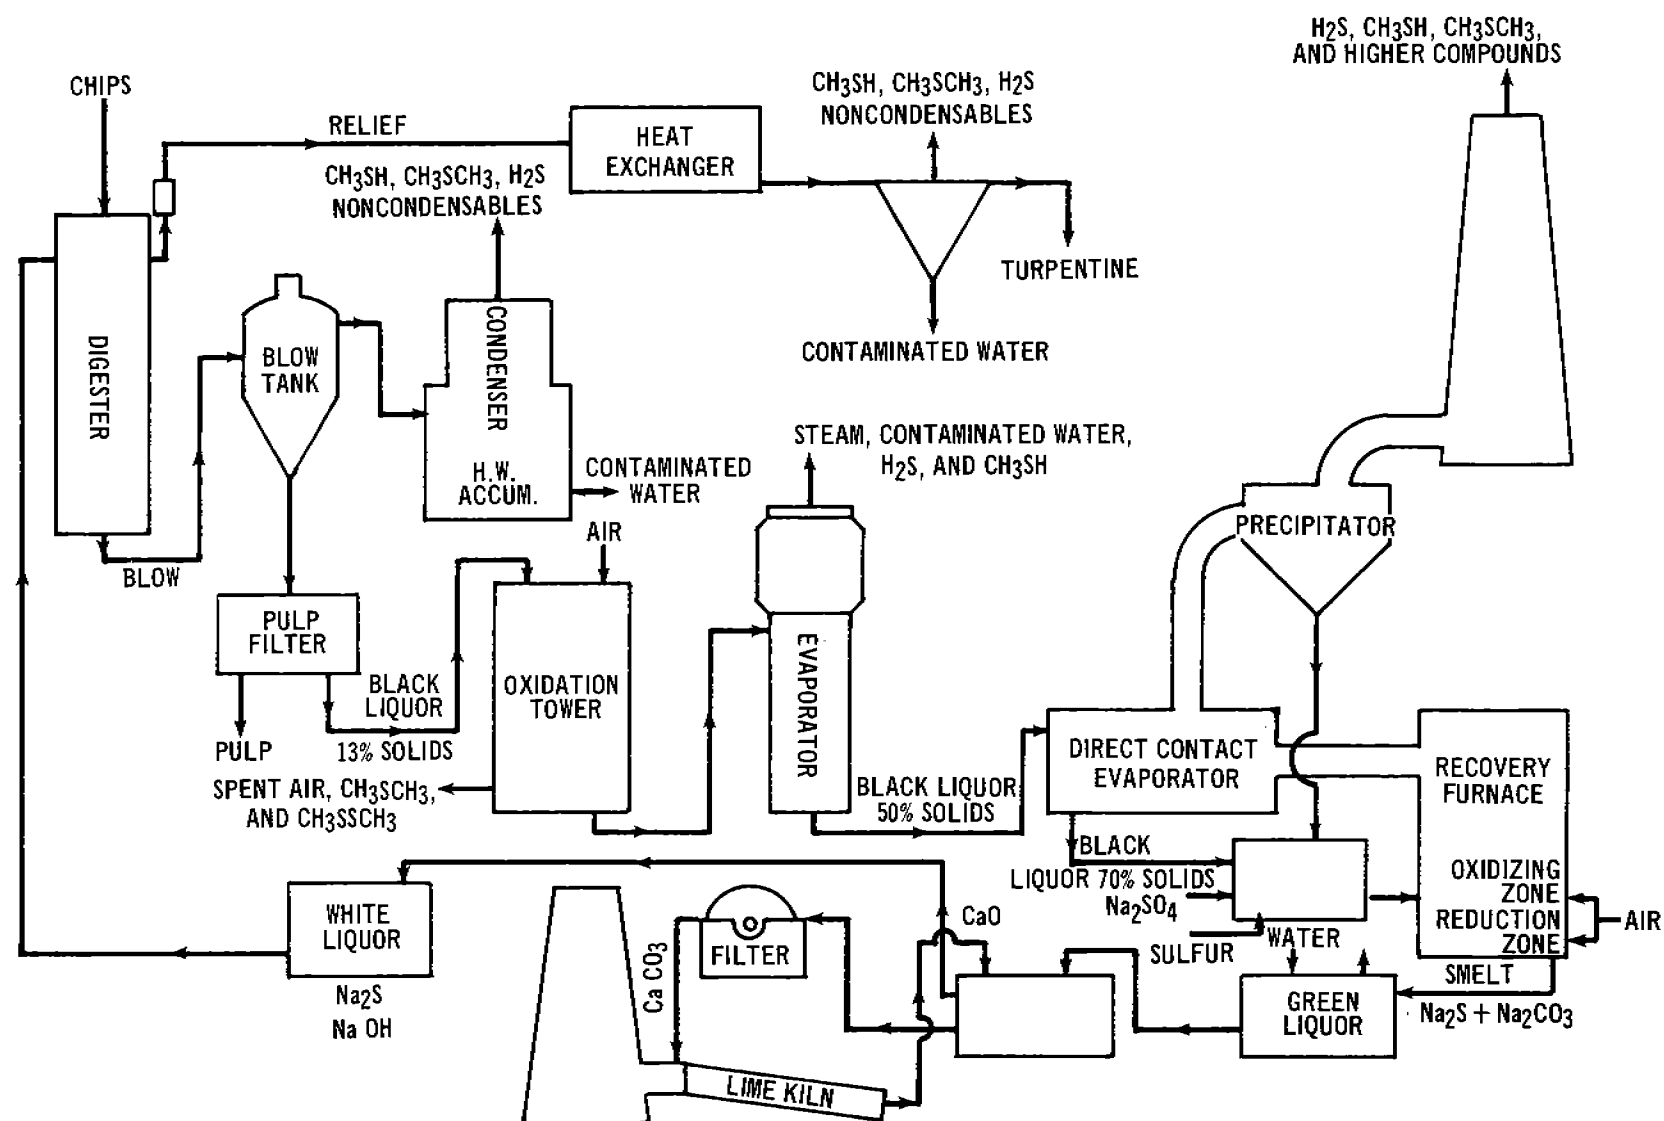 H2S, CH3SH, CH3SCH3,
AND HIGHER COMPOUNDS
CHIPS
CH3SH, CH3SCH3, H2S
NONCONDENSABLES
RELIEF
HEAT
EXCHANGER
CH3SH, CH3SCH3, H2S
NONCONDENSABLES
TURPENTINE
CONTAMINATED WATER
DIGESTER
BLOW
TANK
CONDENSER
H.W.
ACCUM.
CONTAMINATED
WATER
STEAM, CONTAMINATED WATER,
H2S, AND CH3SH
PRECIPITATOR
AIR
BLOW
PULP
FILTER
BLACK
LIQUOR
13% SOLIDS
PULP
OXIDATION
TOWER
SPENT AIR, CH3SCH3,
AND CH3SSCH3
EVAPORATOR
BLACK LIQUOR
50% SOLIDS
DIRECT CONTACT
EVAPORATOR
RECOVERY
FURNACE
OXIDIZING
ZONE
REDUCTION
ZONE
AIR
BLACK
LIQUOR 70% SOLIDS
Na2SO4
SULFUR
WATER
SMELT
Na2S + Na2CO3
GREEN
LIQUOR
CaO
FILTER
Ca CO3
LIME KILN
WHITE
LIQUOR
Na2S
Na OH